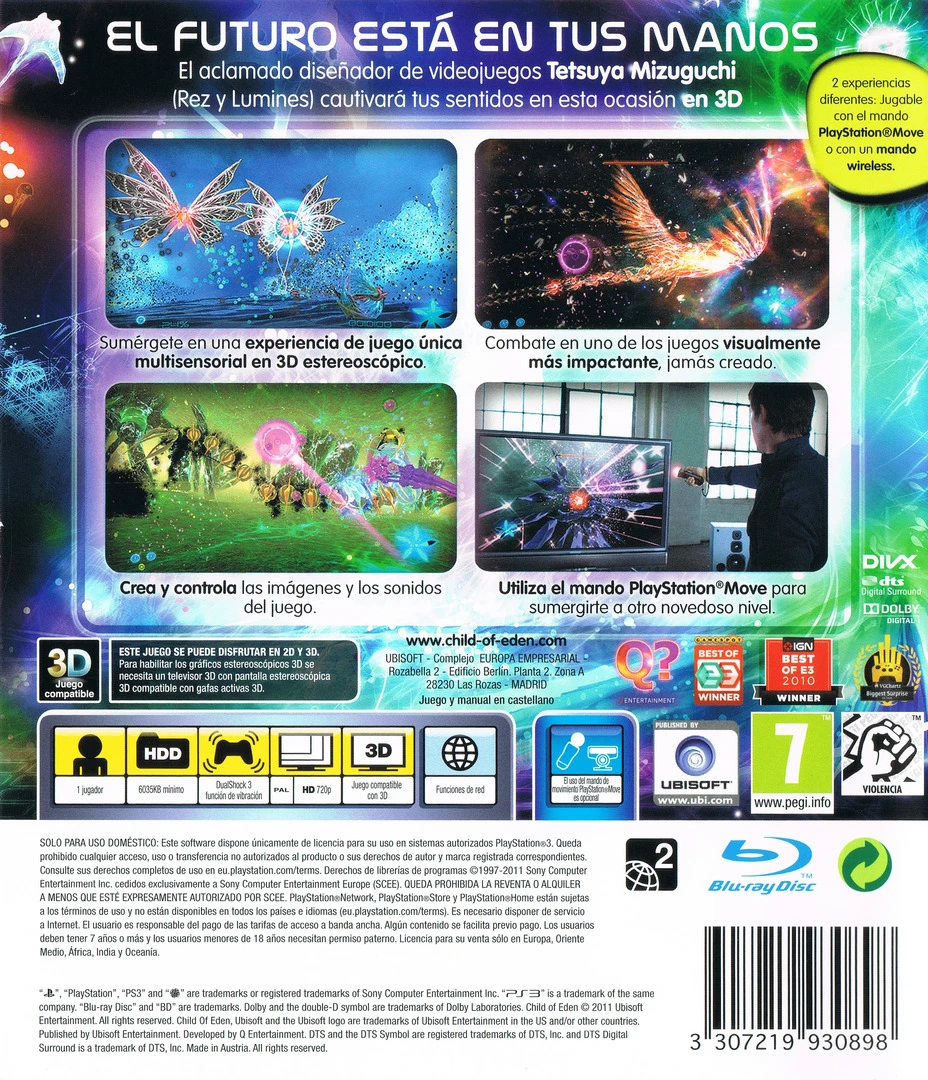 EL FUTURO ESTÁ EN TUS MANOS
El aclamado diseñador de videojuegos Tetsuya Mizuguchi
(Rez y Lumines) cautivará tus sentidos en esta ocasión en 3D
2 experiencias
diferentes: Jugable
con el mando
PlayStation®Move
o con un mando
wireless.
Sumérgete en una experiencia de juego única
multisensorial en 3D estereoscópico.
Combate en uno de los juegos visualmente
más impactante, jamás creado.
Crea y controla las imágenes y los sonidos
del juego.
Utiliza el mando PlayStation®Move para
sumergirte a otro novedoso nivel.
DIVX
dts
Digital Surround
DOLBY
DIGITAL
3D
Juego
compatible
ESTE JUEGO SE PUEDE DISFRUTAR EN 2D Y 3D.
Para habilitar los gráficos estereoscópicos 3D se
necesita un televisor 3D con pantalla estereoscópica
3D compatible con gafas activas 3D.
www.child-of-eden.com
UBISOFT - Complejo EUROPA EMPRESARIAL -
Rozabella 2 - Edificio Berlín. Planta 2. Zona A
28230 Las Rozas - MADRID
Juego y manual en castellano
Q?
ENTERTAINMENT
GAMESPOT
BEST OF
E3
WINNER
IGN
BEST
OF E3
2010
WINNER
VGChartz
Biggest Surprise
1 jugador
HDD
6035KB mínimo
DualShock 3
función de vibración
PAL
HD 720p
3D
Juego compatible
con 3D
Funciones de red
El uso del mando de
movimiento PlayStation®Move
es opcional
PUBLISHED BY
UBISOFT™
www.ubi.com
7™
www.pegi.info
™
VIOLENCIA
SOLO PARA USO DOMÉSTICO: Este software dispone únicamente de licencia para su uso en sistemas autorizados PlayStation®3. Queda
prohibido cualquier acceso, uso o transferencia no autorizados al producto o sus derechos de autor y marca registrada correspondientes.
Consulte sus derechos completos de uso en eu.playstation.com/terms. Derechos de librerías de programas ©1997-2011 Sony Computer
Entertainment Inc. cedidos exclusivamente a Sony Computer Entertainment Europe (SCEE). QUEDA PROHIBIDA LA REVENTA O ALQUILER
A MENOS QUE ESTÉ EXPRESAMENTE AUTORIZADO POR SCEE. PlayStation®Network, PlayStation®Store y PlayStation®Home están sujetas
a los términos de uso y no están disponibles en todos los países e idiomas (eu.playstation.com/terms). Es necesario disponer de servicio
a Internet. El usuario es responsable del pago de las tarifas de acceso a banda ancha. Algún contenido se facilita previo pago. Los usuarios
deben tener 7 años o más y los usuarios menores de 18 años necesitan permiso paterno. Licencia para su venta sólo en Europa, Oriente
Medio, África, India y Oceanía.
2
Blu-ray Disc™
“ ”, “PlayStation”, “PS3” and “ ” are trademarks or registered trademarks of Sony Computer Entertainment Inc. “PS3” is a trademark of the same
company. “Blu-ray Disc” and “BD” are trademarks. Dolby and the double-D symbol are trademarks of Dolby Laboratories. Child of Eden © 2011 Ubisoft
Entertainment. All rights reserved. Child Of Eden, Ubisoft and the Ubisoft logo are trademarks of Ubisoft Entertainment in the US and/or other countries.
Published by Ubisoft Entertainment. Developed by Q Entertainment. DTS and the DTS Symbol are registered trademarks of DTS, Inc. and DTS Digital
Surround is a trademark of DTS, Inc. Made in Austria. All rights reserved.
3 307219 930898